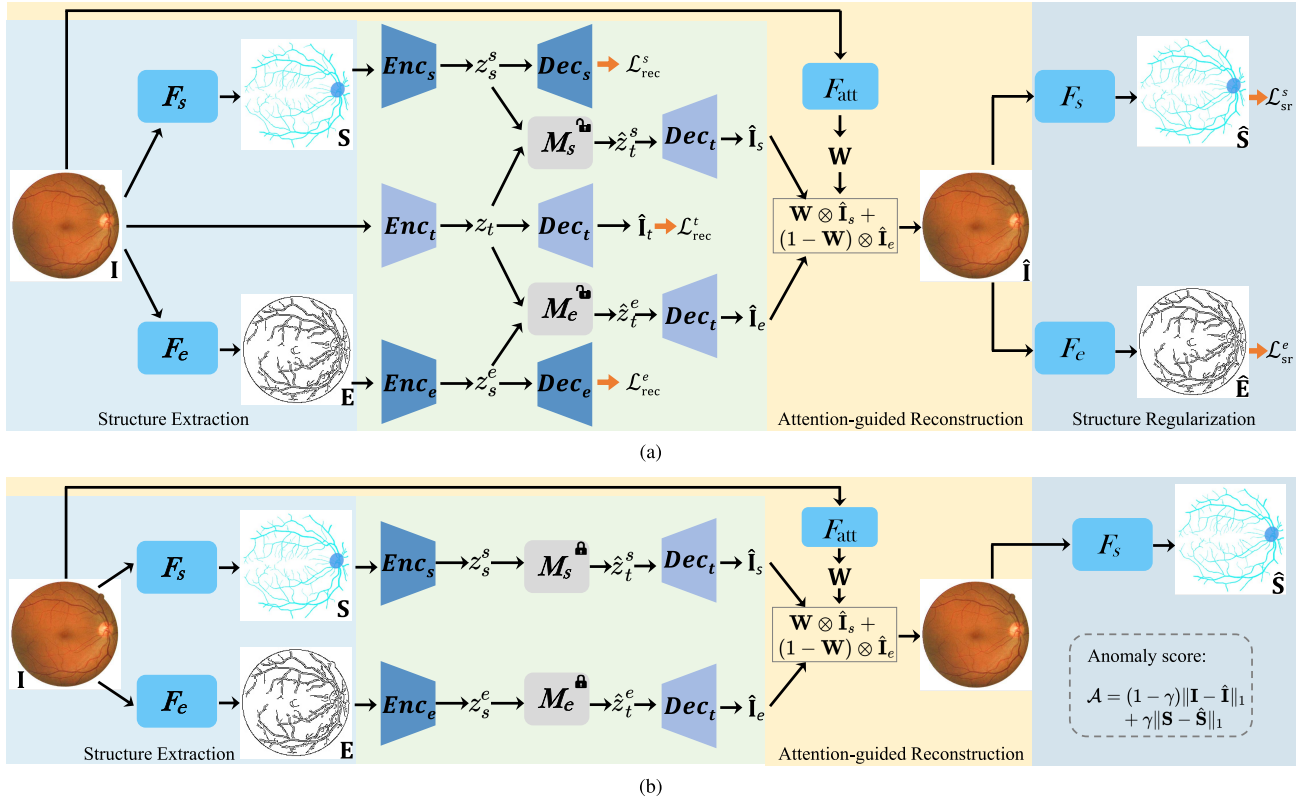 F_s
S
Enc_s
z_s^s
Dec_s
ℒ_rec^s
F_att
F_s
ℒ_sr^s
Ŝ
M_s
ẑ_t^s
Dec_t
Î_s
W
I
Enc_t
z_t
Dec_t
Î_t
ℒ_rec^t
W ⊗ Î_s +
(1 − W) ⊗ Î_e
Î
M_e
ẑ_t^e
Dec_t
Î_e
F_e
E
Enc_e
z_s^e
Dec_e
ℒ_rec^e
F_e
ℒ_sr^e
Ê
Structure Extraction
Attention-guided Reconstruction
Structure Regularization
(a)
F_s
S
Enc_s
z_s^s
M_s
ẑ_t^s
Dec_t
Î_s
F_att
W
F_s
Ŝ
I
W ⊗ Î_s +
(1 − W) ⊗ Î_e
F_e
E
Enc_e
z_s^e
M_e
ẑ_t^e
Dec_t
Î_e
Anomaly score:
𝒜 = (1 − γ)‖I − Î‖_1
+ γ‖S − Ŝ‖_1
Structure Extraction
Attention-guided Reconstruction
(b)